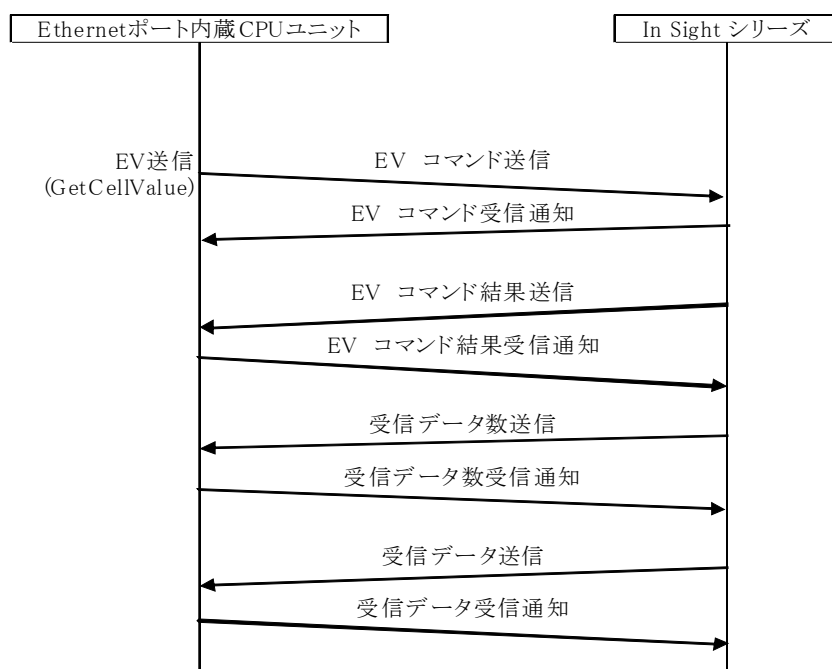 Ethernetポート内蔵CPUユニット
In Sight シリーズ
EV送信
(GetCellValue)
EV コマンド送信
EV コマンド受信通知
EV コマンド結果送信
EV コマンド結果受信通知
受信データ数送信
受信データ数受信通知
受信データ送信
受信データ受信通知